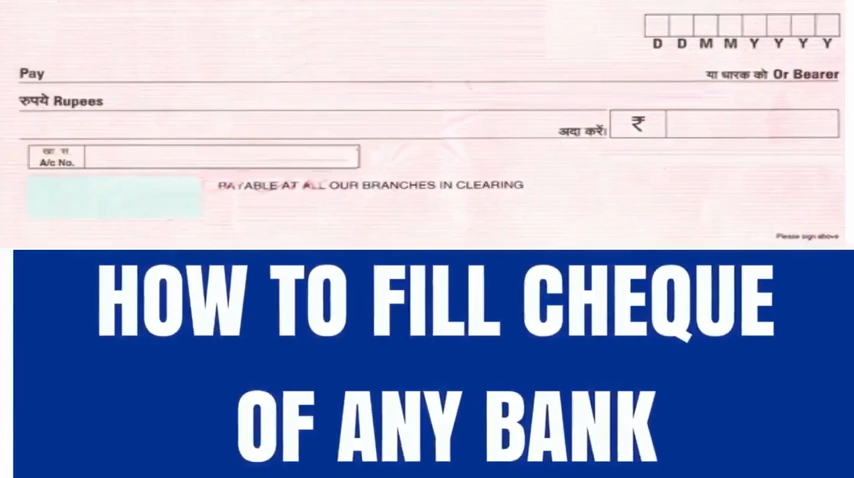 D D M M Y Y Y Y
Pay या धारक को Or Bearer
रुपये Rupees
अदा करें। ₹
खा स
A/c No.
PAYABLE AT ALL OUR BRANCHES IN CLEARING
Please sign above
HOW TO FILL CHEQUE
OF ANY BANK